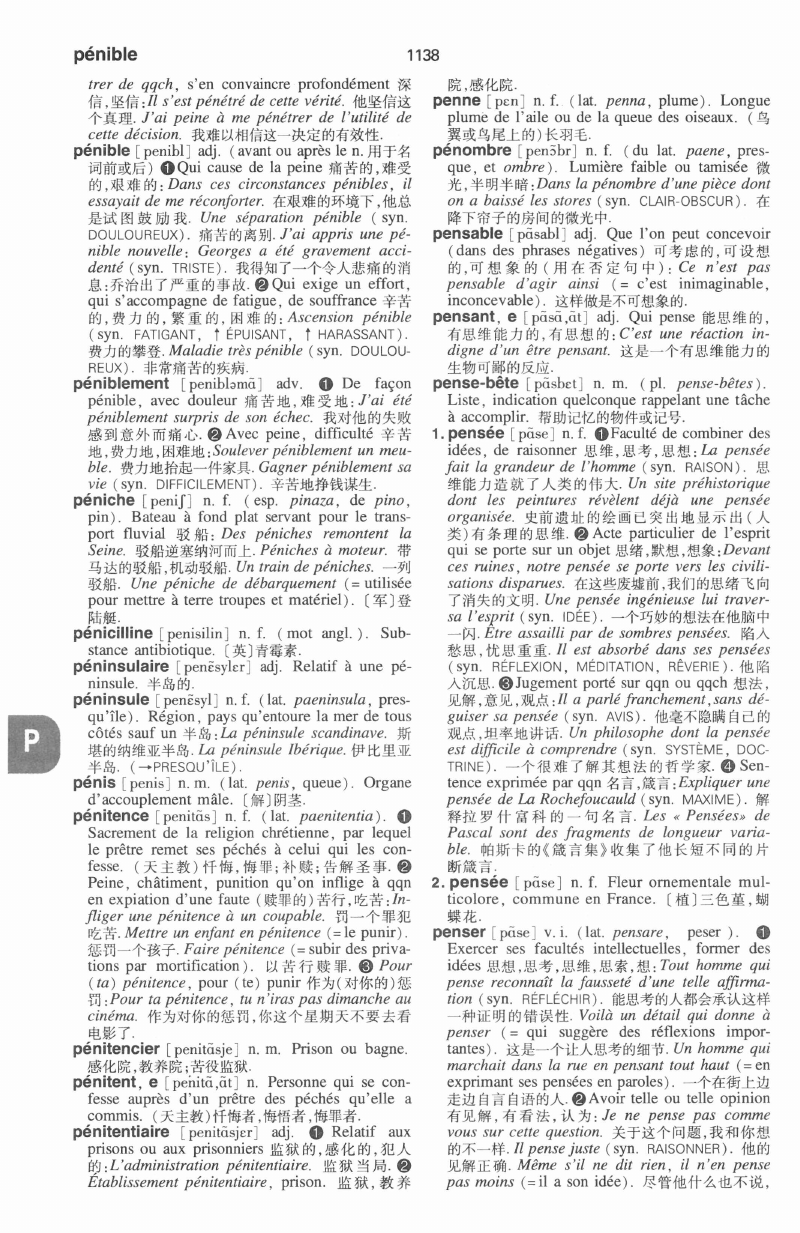 pénible
1138
trer de qqch, s'en convaincre profondément 深
信,坚信:Il s'est pénétré de cette vérité. 他坚信这
个真理. J'ai peine à me pénétrer de l'utilité de
cette décision. 我难以相信这一决定的有效性.
pénible [penibl] adj. (avant ou après le n. 用于名
词前或后) ❶Qui cause de la peine 痛苦的,难受
的,艰难的: Dans ces circonstances pénibles, il
essayait de me réconforter. 在艰难的环境下,他总
是试图鼓励我. Une séparation pénible (syn.
DOULOUREUX). 痛苦的离别. J'ai appris une pé-
nible nouvelle: Georges a été gravement acci-
denté (syn. TRISTE). 我得知了一个令人悲痛的消
息:乔治出了严重的事故. ❷Qui exige un effort,
qui s'accompagne de fatigue, de souffrance 辛苦
的,费力的,繁重的,困难的: Ascension pénible
(syn. FATIGANT, ↑ ÉPUISANT, ↑ HARASSANT).
费力的攀登. Maladie très pénible (syn. DOULOU-
REUX). 非常痛苦的疾病.
péniblement [penibləmɑ̃] adv. ❶ De façon
pénible, avec douleur 痛苦地,难受地: J'ai été
péniblement surpris de son échec. 我对他的失败
感到意外而痛心. ❷Avec peine, difficulté 辛苦
地,费力地,困难地:Soulever péniblement un meu-
ble. 费力地抬起一件家具. Gagner péniblement sa
vie (syn. DIFFICILEMENT). 辛苦地挣钱谋生.
péniche [peniʃ] n. f. (esp. pinaza, de pino,
pin). Bateau à fond plat servant pour le trans-
port fluvial 驳船: Des péniches remontent la
Seine. 驳船逆塞纳河而上. Péniches à moteur. 带
马达的驳船,机动驳船. Un train de péniches. 一列
驳船. Une péniche de débarquement (= utilisée
pour mettre à terre troupes et matériel). 〔军〕登
陆艇.
pénicilline [penisilin] n. f. (mot angl.). Sub-
stance antibiotique. 〔英〕青霉素.
péninsulaire [penɛ̃sylɛr] adj. Relatif à une pé-
ninsule. 半岛的.
péninsule [penɛ̃syl] n. f. (lat. paeninsula, pres-
qu'île). Région, pays qu'entoure la mer de tous
côtés sauf un 半岛:La péninsule scandinave. 斯
堪的纳维亚半岛. La péninsule Ibérique. 伊比里亚
半岛. (→PRESQU'ÎLE).
P
pénis [penis] n. m. (lat. penis, queue). Organe
d'accouplement mâle. 〔解〕阴茎.
pénitence [penitɑ̃s] n. f. (lat. paenitentia). ❶
Sacrement de la religion chrétienne, par lequel
le prêtre remet ses péchés à celui qui les con-
fesse. (天主教)忏悔,悔罪;补赎;告解圣事. ❷
Peine, châtiment, punition qu'on inflige à qqn
en expiation d'une faute (赎罪的)苦行,吃苦:In-
fliger une pénitence à un coupable. 罚一个罪犯
吃苦. Mettre un enfant en pénitence (=le punir).
惩罚一个孩子. Faire pénitence (= subir des priva-
tions par mortification). 以苦行赎罪. ❸ Pour
(ta) pénitence, pour (te) punir 作为(对你的)惩
罚:Pour ta pénitence, tu n'iras pas dimanche au
cinéma. 作为对你的惩罚,你这个星期天不要去看
电影了.
pénitencier [penitɑ̃sje] n. m. Prison ou bagne.
感化院,教养院;苦役监狱.
pénitent, e [penitɑ̃,ɑ̃t] n. Personne qui se con-
fesse auprès d'un prêtre des péchés qu'elle a
commis. (天主教)忏悔者,悔悟者,悔罪者.
pénitentiaire [penitɑ̃sjɛr] adj. ❶ Relatif aux
prisons ou aux prisonniers 监狱的,感化的,犯人
的:L'administration pénitentiaire. 监狱当局. ❷
Établissement pénitentiaire, prison. 监狱,教养
院,感化院.
penne [pɛn] n. f. (lat. penna, plume). Longue
plume de l'aile ou de la queue des oiseaux. (鸟
翼或鸟尾上的)长羽毛.
pénombre [penɔ̃br] n. f. (du lat. paene, pres-
que, et ombre). Lumière faible ou tamisée 微
光,半明半暗:Dans la pénombre d'une pièce dont
on a baissé les stores (syn. CLAIR-OBSCUR). 在
降下帘子的房间的微光中.
pensable [pɑ̃sabl] adj. Que l'on peut concevoir
(dans des phrases négatives) 可考虑的,可设想
的,可想象的(用在否定句中): Ce n'est pas
pensable d'agir ainsi (= c'est inimaginable,
inconcevable). 这样做是不可想象的.
pensant, e [pɑ̃sɑ̃,ɑ̃t] adj. Qui pense 能思维的,
有思维能力的,有思想的: C'est une réaction in-
digne d'un être pensant. 这是一个有思维能力的
生物可鄙的反应.
pense-bête [pɑ̃sbɛt] n. m. (pl. pense-bêtes).
Liste, indication quelconque rappelant une tâche
à accomplir. 帮助记忆的物件或记号.
1. pensée [pɑ̃se] n. f. ❶Faculté de combiner des
idées, de raisonner 思维,思考,思想: La pensée
fait la grandeur de l'homme (syn. RAISON). 思
维能力造就了人类的伟大. Un site préhistorique
dont les peintures révèlent déjà une pensée
organisée. 史前遗址的绘画已突出地显示出(人
类)有条理的思维. ❷ Acte particulier de l'esprit
qui se porte sur un objet 思绪,默想,想象:Devant
ces ruines, notre pensée se porte vers les civili-
sations disparues. 在这些废墟前,我们的思绪飞向
了消失的文明. Une pensée ingénieuse lui traver-
sa l'esprit (syn. IDÉE). 一个巧妙的想法在他脑中
一闪. Être assailli par de sombres pensées. 陷入
愁思,忧思重重. Il est absorbé dans ses pensées
(syn. RÉFLEXION, MÉDITATION, RÊVERIE). 他陷
入沉思. ❸Jugement porté sur qqn ou qqch 想法,
见解,意见,观点:Il a parlé franchement,sans dé-
guiser sa pensée (syn. AVIS). 他毫不隐瞒自己的
观点,坦率地讲话. Un philosophe dont la pensée
est difficile à comprendre (syn. SYSTÈME, DOC-
TRINE). 一个很难了解其想法的哲学家. ❹ Sen-
tence exprimée par qqn 名言,箴言:Expliquer une
pensée de La Rochefoucauld (syn. MAXIME). 解
释拉罗什富科的一句名言. Les « Pensées» de
Pascal sont des fragments de longueur varia-
ble. 帕斯卡的《箴言集》收集了他长短不同的片
断箴言.
2. pensée [pɑ̃se] n. f. Fleur ornementale mul-
ticolore, commune en France. 〔植〕三色堇,蝴
蝶花.
penser [pɑ̃se] v. i. (lat. pensare, peser). ❶
Exercer ses facultés intellectuelles, former des
idées 思想,思考,思维,思索,想: Tout homme qui
pense reconnaît la fausseté d'une telle affirma-
tion (syn. RÉFLÉCHIR). 能思考的人都会承认这样
一种证明的错误性. Voilà un détail qui donne à
penser (= qui suggère des réflexions impor-
tantes). 这是一个让人思考的细节. Un homme qui
marchait dans la rue en pensant tout haut (= en
exprimant ses pensées en paroles). 一个在街上边
走边自言自语的人. ❷Avoir telle ou telle opinion
有见解,有看法,认为: Je ne pense pas comme
vous sur cette question. 关于这个问题,我和你想
的不一样. Il pense juste (syn. RAISONNER). 他的
见解正确. Même s'il ne dit rien, il n'en pense
pas moins (=il a son idée). 尽管他什么也不说,